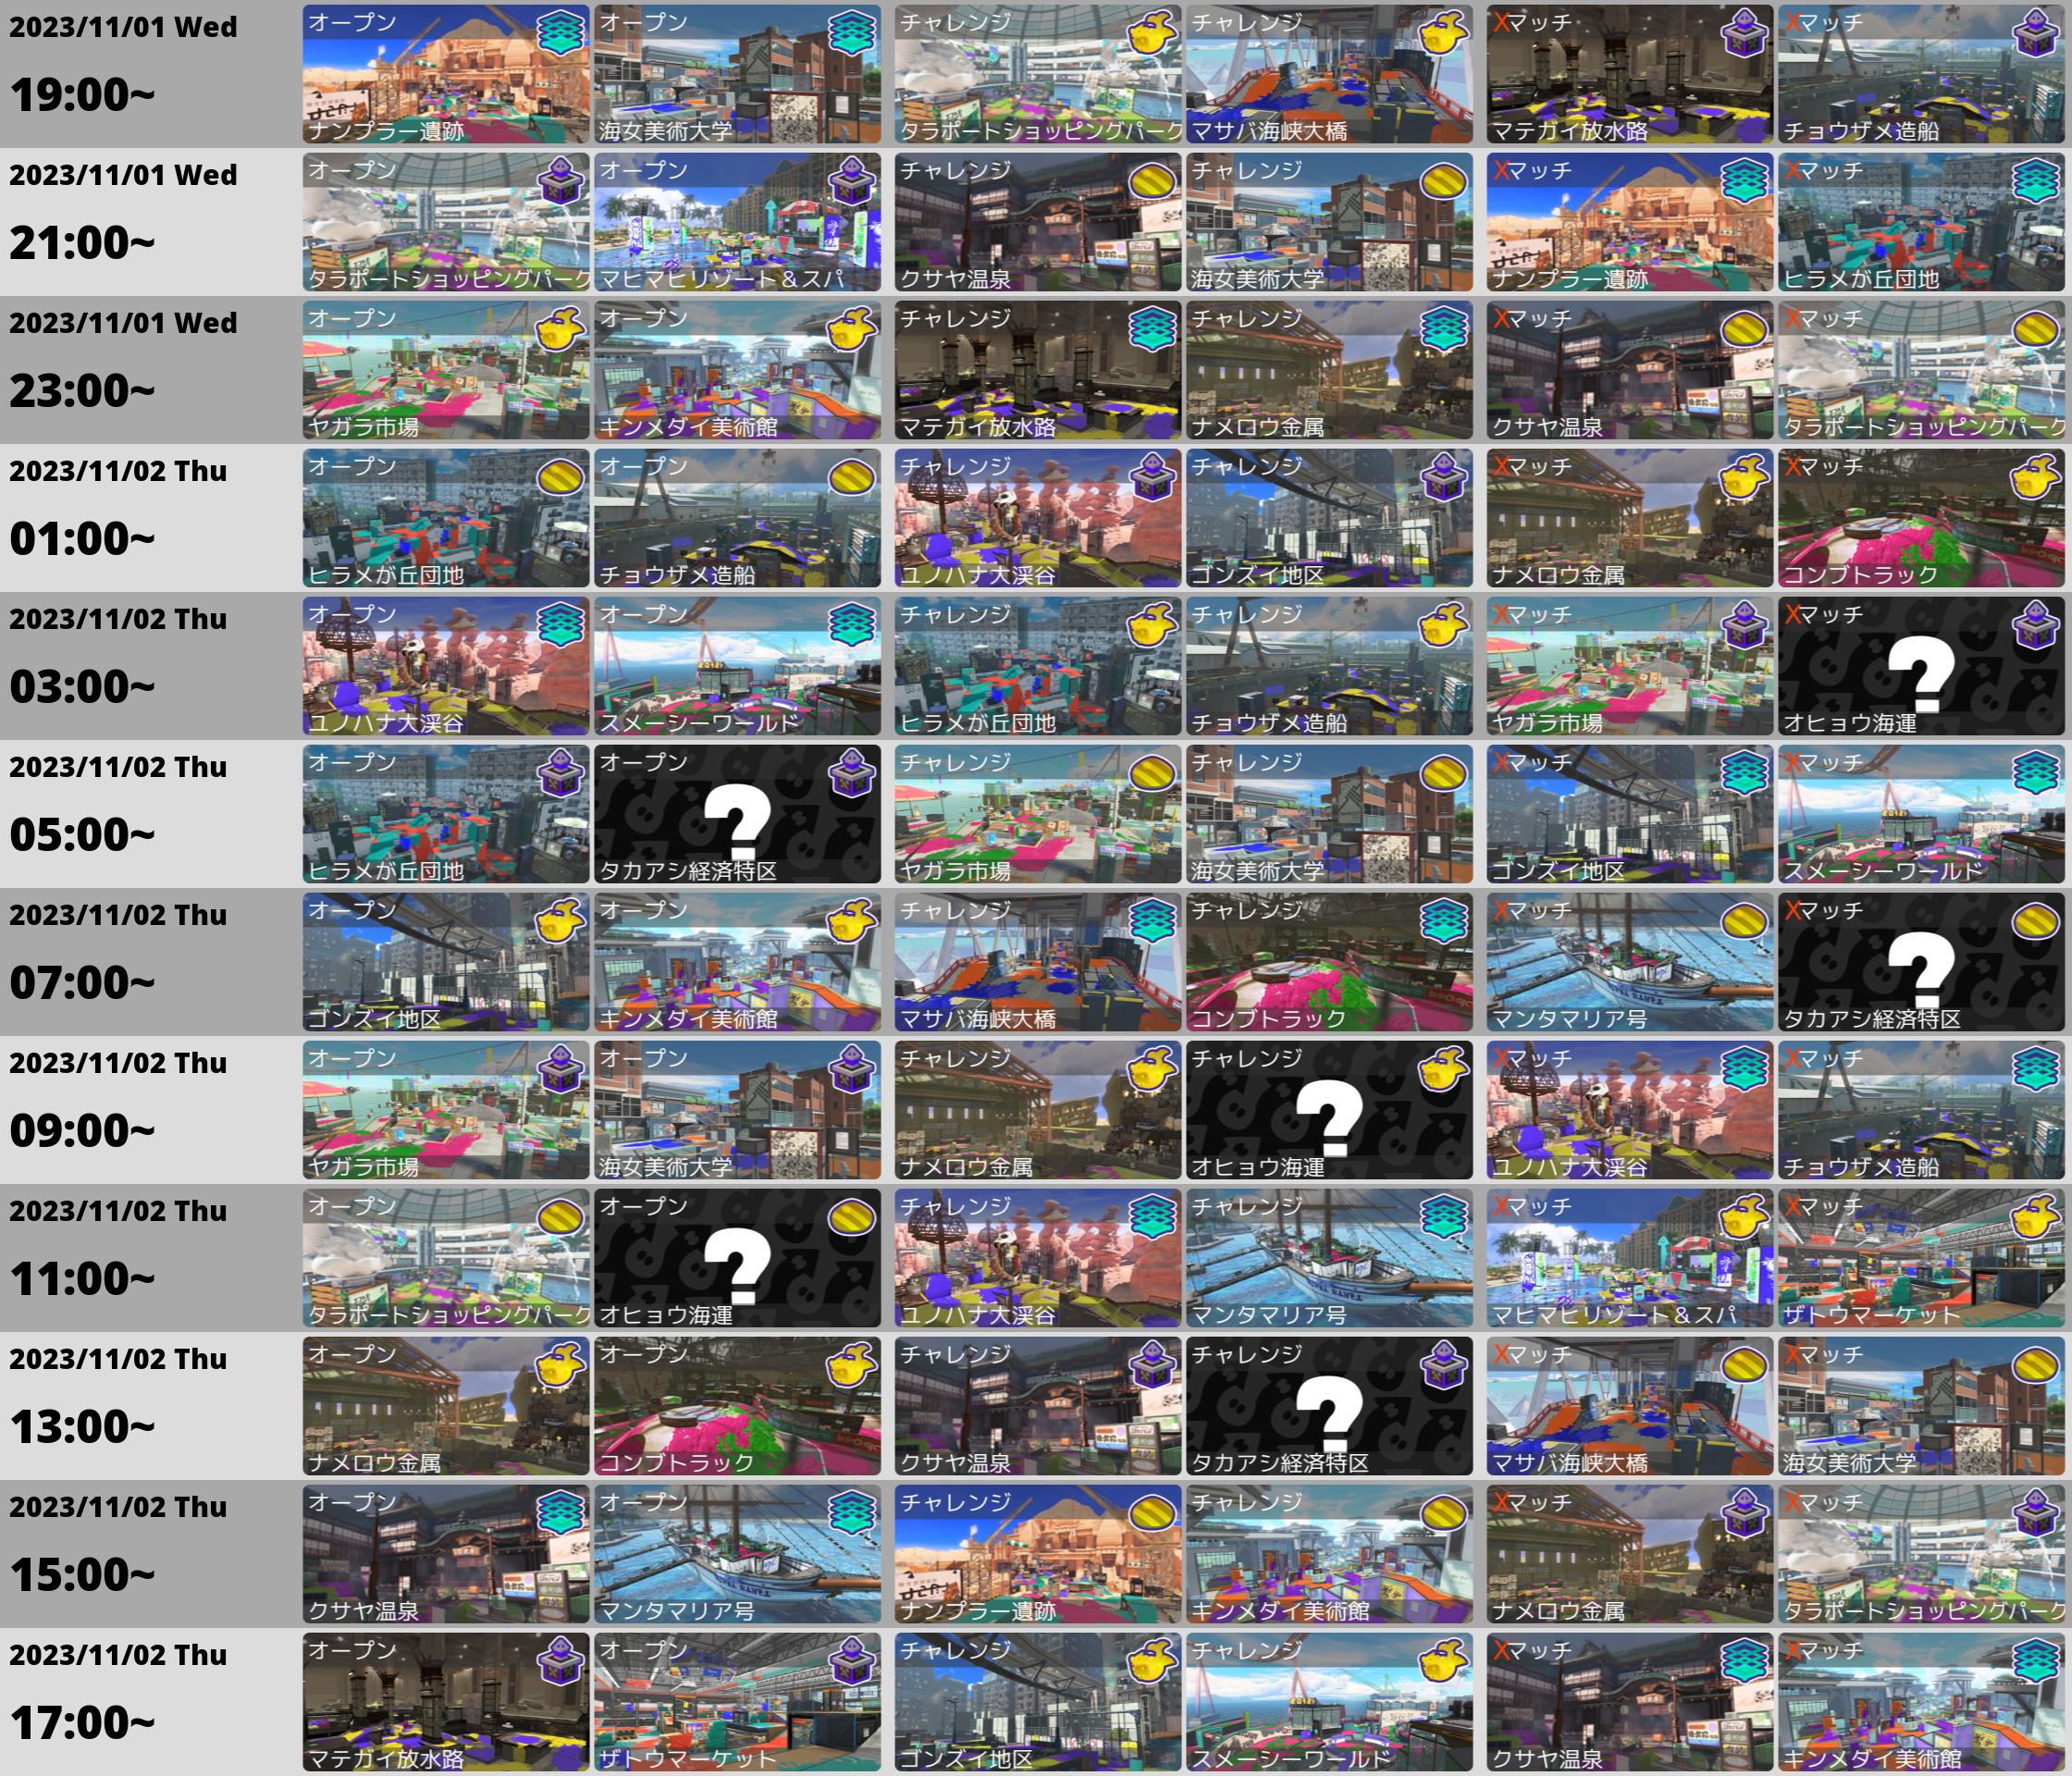 2023/11/01 Wed
19:00~
オープン オープン チャレンジ チャレンジ Xマッチ Xマッチ
ナンプラー遺跡 海女美術大学 タラポートショッピングパーク マサバ海峡大橋 マテガイ放水路 チョウザメ造船
2023/11/01 Wed
21:00~
オープン オープン チャレンジ チャレンジ Xマッチ Xマッチ
タラポートショッピングパーク マヒマヒリゾート&スパ クサヤ温泉 海女美術大学 ナンプラー遺跡 ヒラメが丘団地
2023/11/01 Wed
23:00~
オープン オープン チャレンジ チャレンジ Xマッチ Xマッチ
ヤガラ市場 キンメダイ美術館 マテガイ放水路 ナメロウ金属 クサヤ温泉 タラポートショッピングパーク
2023/11/02 Thu
01:00~
オープン オープン チャレンジ チャレンジ Xマッチ Xマッチ
ヒラメが丘団地 チョウザメ造船 ユノハナ大渓谷 ゴンズイ地区 ナメロウ金属 コンブトラック
2023/11/02 Thu
03:00~
オープン オープン チャレンジ チャレンジ Xマッチ Xマッチ
?
ユノハナ大渓谷 スメーシーワールド ヒラメが丘団地 チョウザメ造船 ヤガラ市場 オヒョウ海運
2023/11/02 Thu
05:00~
オープン オープン チャレンジ チャレンジ Xマッチ Xマッチ
?
ヒラメが丘団地 タカアシ経済特区 ヤガラ市場 海女美術大学 ゴンズイ地区 スメーシーワールド
2023/11/02 Thu
07:00~
オープン オープン チャレンジ チャレンジ Xマッチ Xマッチ
?
ゴンズイ地区 キンメダイ美術館 マサバ海峡大橋 コンブトラック マンタマリア号 タカアシ経済特区
2023/11/02 Thu
09:00~
オープン オープン チャレンジ チャレンジ Xマッチ Xマッチ
?
ヤガラ市場 海女美術大学 ナメロウ金属 オヒョウ海運 ユノハナ大渓谷 チョウザメ造船
2023/11/02 Thu
11:00~
オープン オープン チャレンジ チャレンジ Xマッチ Xマッチ
?
タラポートショッピングパーク オヒョウ海運 ユノハナ大渓谷 マンタマリア号 マヒマヒリゾート&スパ ザトウマーケット
2023/11/02 Thu
13:00~
オープン オープン チャレンジ チャレンジ Xマッチ Xマッチ
?
ナメロウ金属 コンブトラック クサヤ温泉 タカアシ経済特区 マサバ海峡大橋 海女美術大学
2023/11/02 Thu
15:00~
オープン オープン チャレンジ チャレンジ Xマッチ Xマッチ
クサヤ温泉 マンタマリア号 ナンプラー遺跡 キンメダイ美術館 ナメロウ金属 タラポートショッピングパーク
2023/11/02 Thu
17:00~
オープン オープン チャレンジ チャレンジ Xマッチ Xマッチ
マテガイ放水路 ザトウマーケット ゴンズイ地区 スメーシーワールド クサヤ温泉 キンメダイ美術館